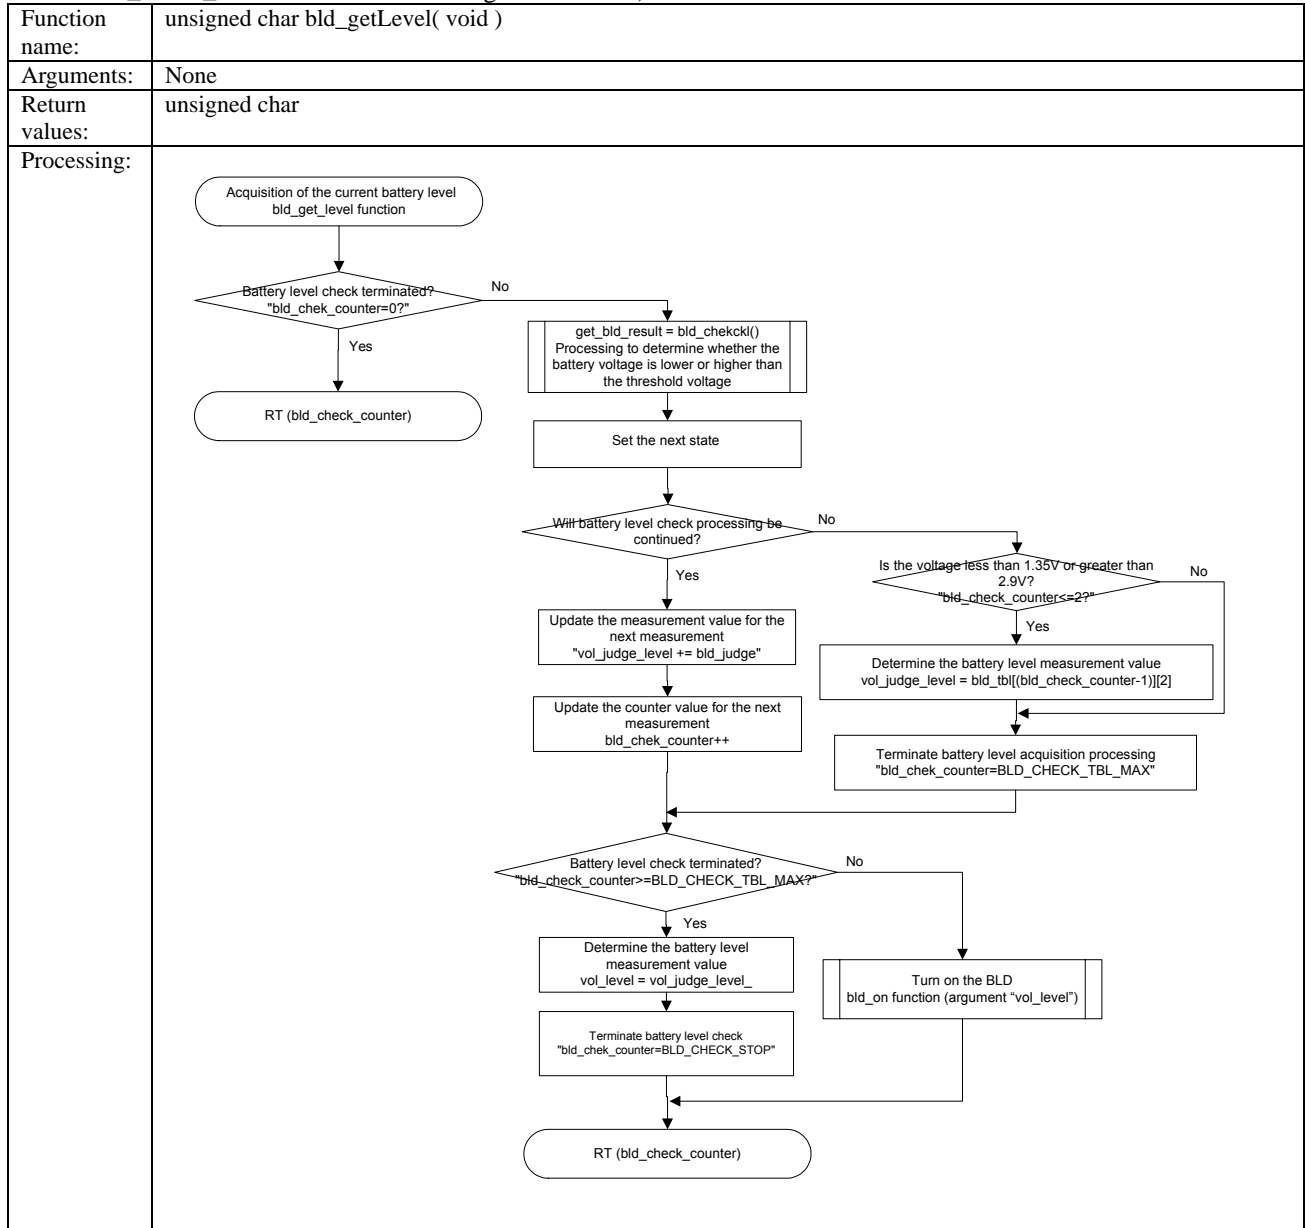 Function
name:
unsigned char bld_getLevel( void )
Arguments:
None
Return
values:
unsigned char
Processing:
Acquisition of the current battery level
bld_get_level function
Battery level check terminated?
"bld_chek_counter=0?"
No
Yes
RT (bld_check_counter)
get_bld_result = bld_chekckl()
Processing to determine whether the
battery voltage is lower or higher than
the threshold voltage
Set the next state
Will battery level check processing be
continued?
No
Yes
Is the voltage less than 1.35V or greater than
2.9V?
"bld_check_counter<=2?"
No
Yes
Update the measurement value for the
next measurement
"vol_judge_level += bld_judge"
Determine the battery level measurement value
vol_judge_level = bld_tbl[(bld_check_counter-1)][2]
Update the counter value for the next
measurement
bld_chek_counter++
Terminate battery level acquisition processing
"bld_chek_counter=BLD_CHECK_TBL_MAX"
Battery level check terminated?
"bld_check_counter>=BLD_CHECK_TBL_MAX?"
No
Yes
Determine the battery level
measurement value
vol_level = vol_judge_level_
Turn on the BLD
bld_on function (argument “vol_level”)
Terminate battery level check
"bld_chek_counter=BLD_CHECK_STOP"
RT (bld_check_counter)